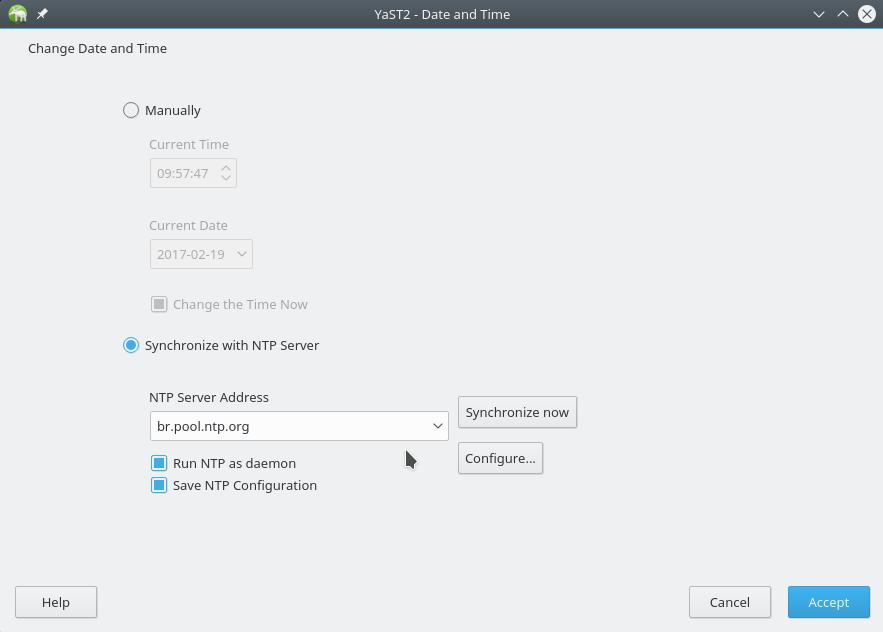 YaST2 - Date and Time
Change Date and Time
Manually
Current Time
09:57:47
Current Date
2017-02-19
Change the Time Now
Synchronize with NTP Server
NTP Server Address
br.pool.ntp.org
Synchronize now
Run NTP as daemon
Configure...
Save NTP Configuration
Help
Cancel
Accept